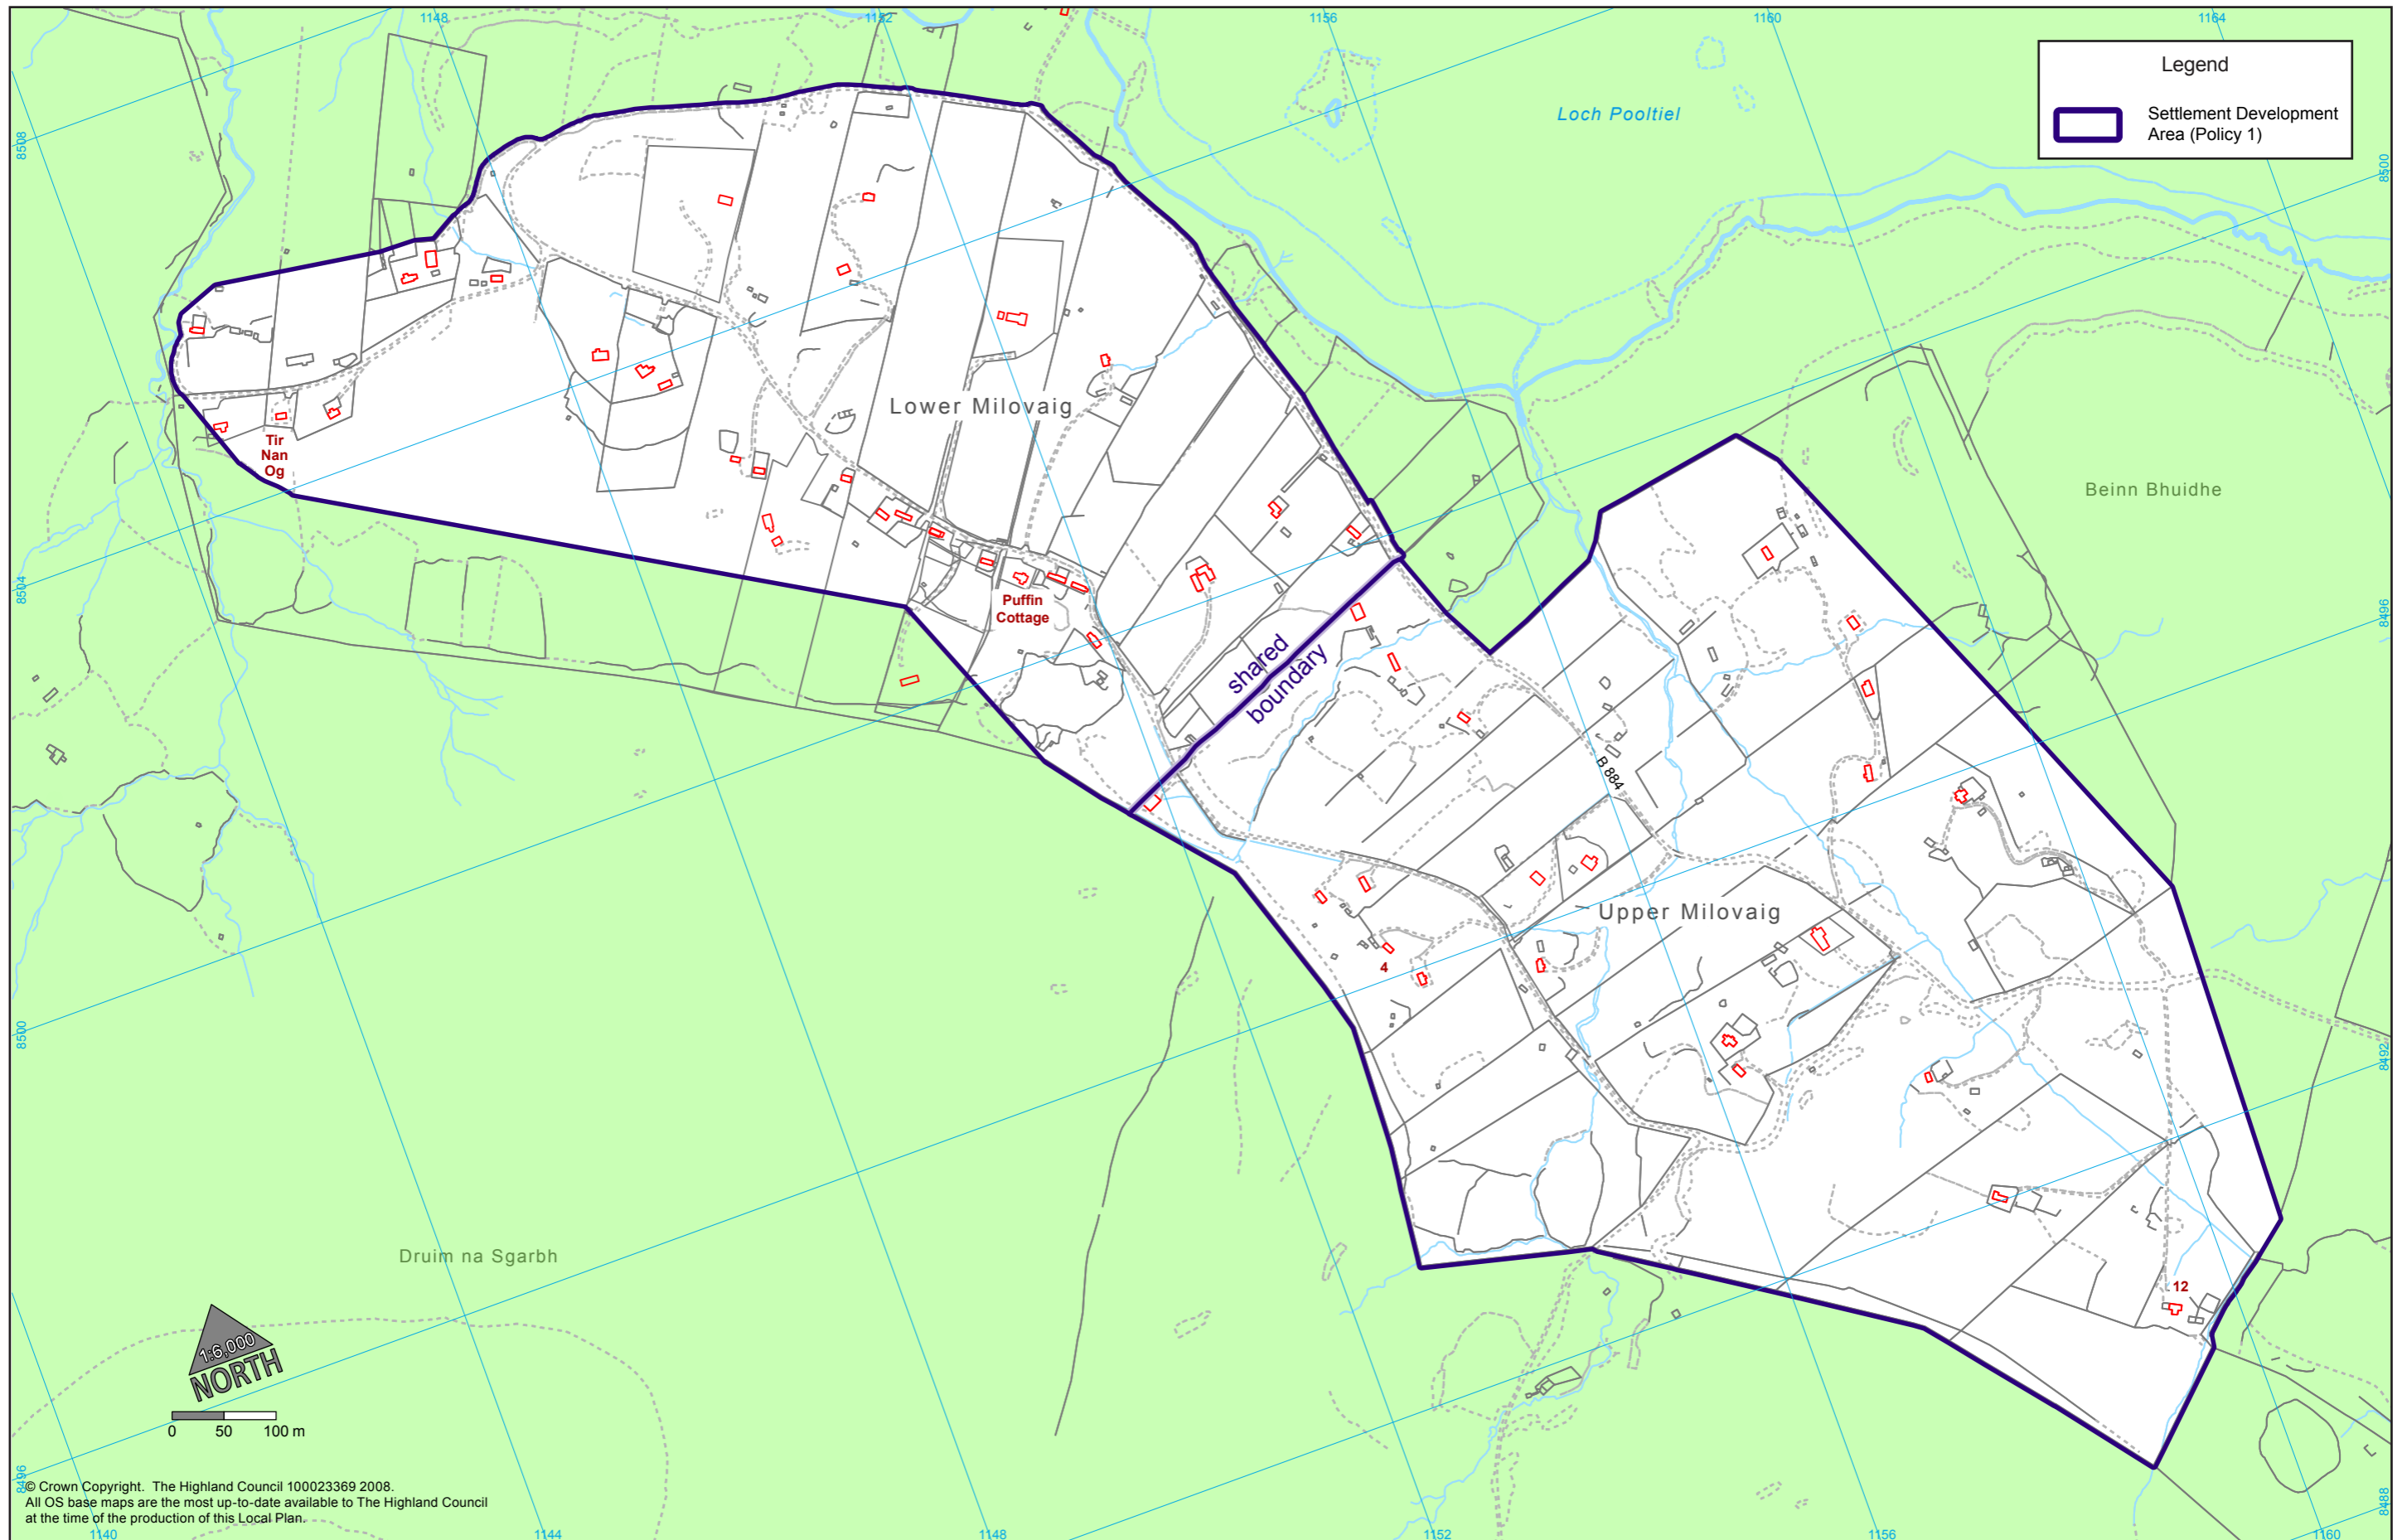 1148
1152
1156
1160
1164
Legend
Settlement Development
Area (Policy 1)
Loch Pooltiel
8508
8500
Lower Milovaig
Tir
Nan
Og
Beinn Bhuidhe
8504
8496
Puffin
Cottage
shared
boundary
B 884
Upper Milovaig
4
8500
8492
Druim na Sgarbh
12
1:6,000
NORTH
0 50 100 m
8496
8488
© Crown Copyright. The Highland Council 100023369 2008.
All OS base maps are the most up-to-date available to The Highland Council
at the time of the production of this Local Plan.
1140
1144
1148
1152
1156
1160